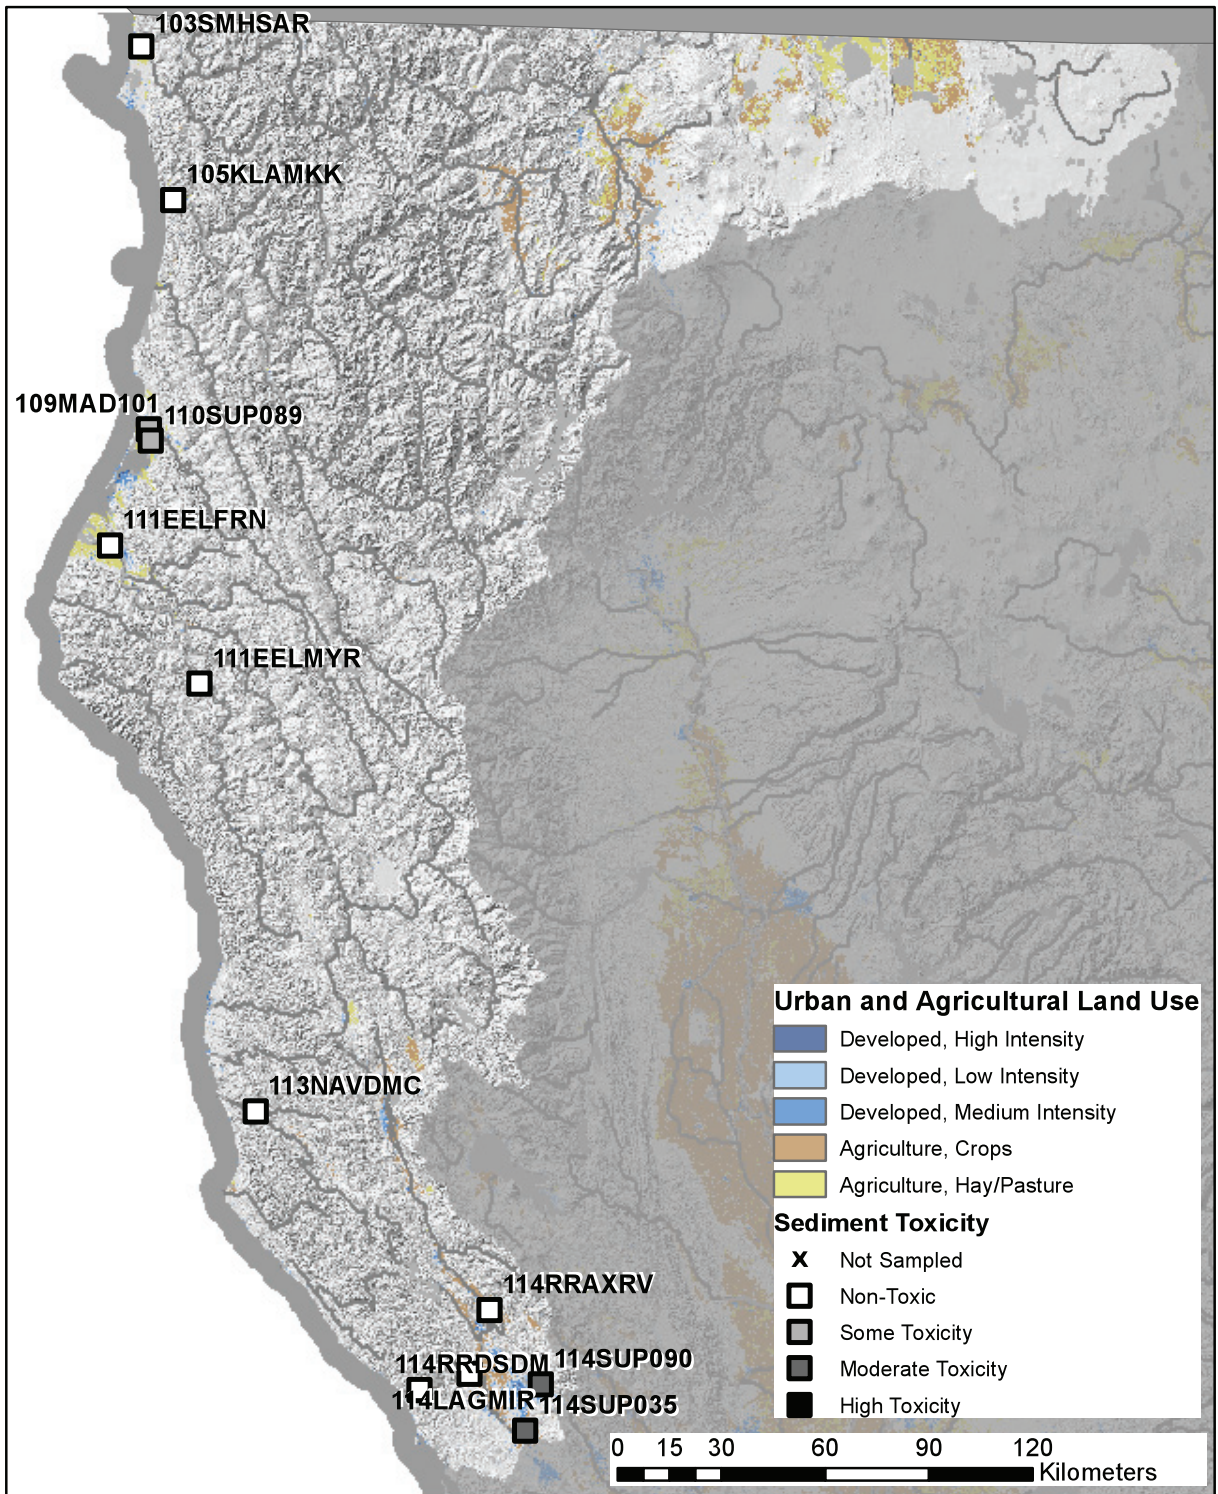 103SMHSAR
105KLAMKK
109MAD101
110SUP089
111EELFRN
111EELMYR
113NAVDMC
114RRAXRV
114RRDSDM
114SUP090
114LAGMIR
114SUP035
Urban and Agricultural Land Use
Developed, High Intensity
Developed, Low Intensity
Developed, Medium Intensity
Agriculture, Crops
Agriculture, Hay/Pasture
Sediment Toxicity
X Not Sampled
Non-Toxic
Some Toxicity
Moderate Toxicity
High Toxicity
0 15 30 60 90 120
Kilometers